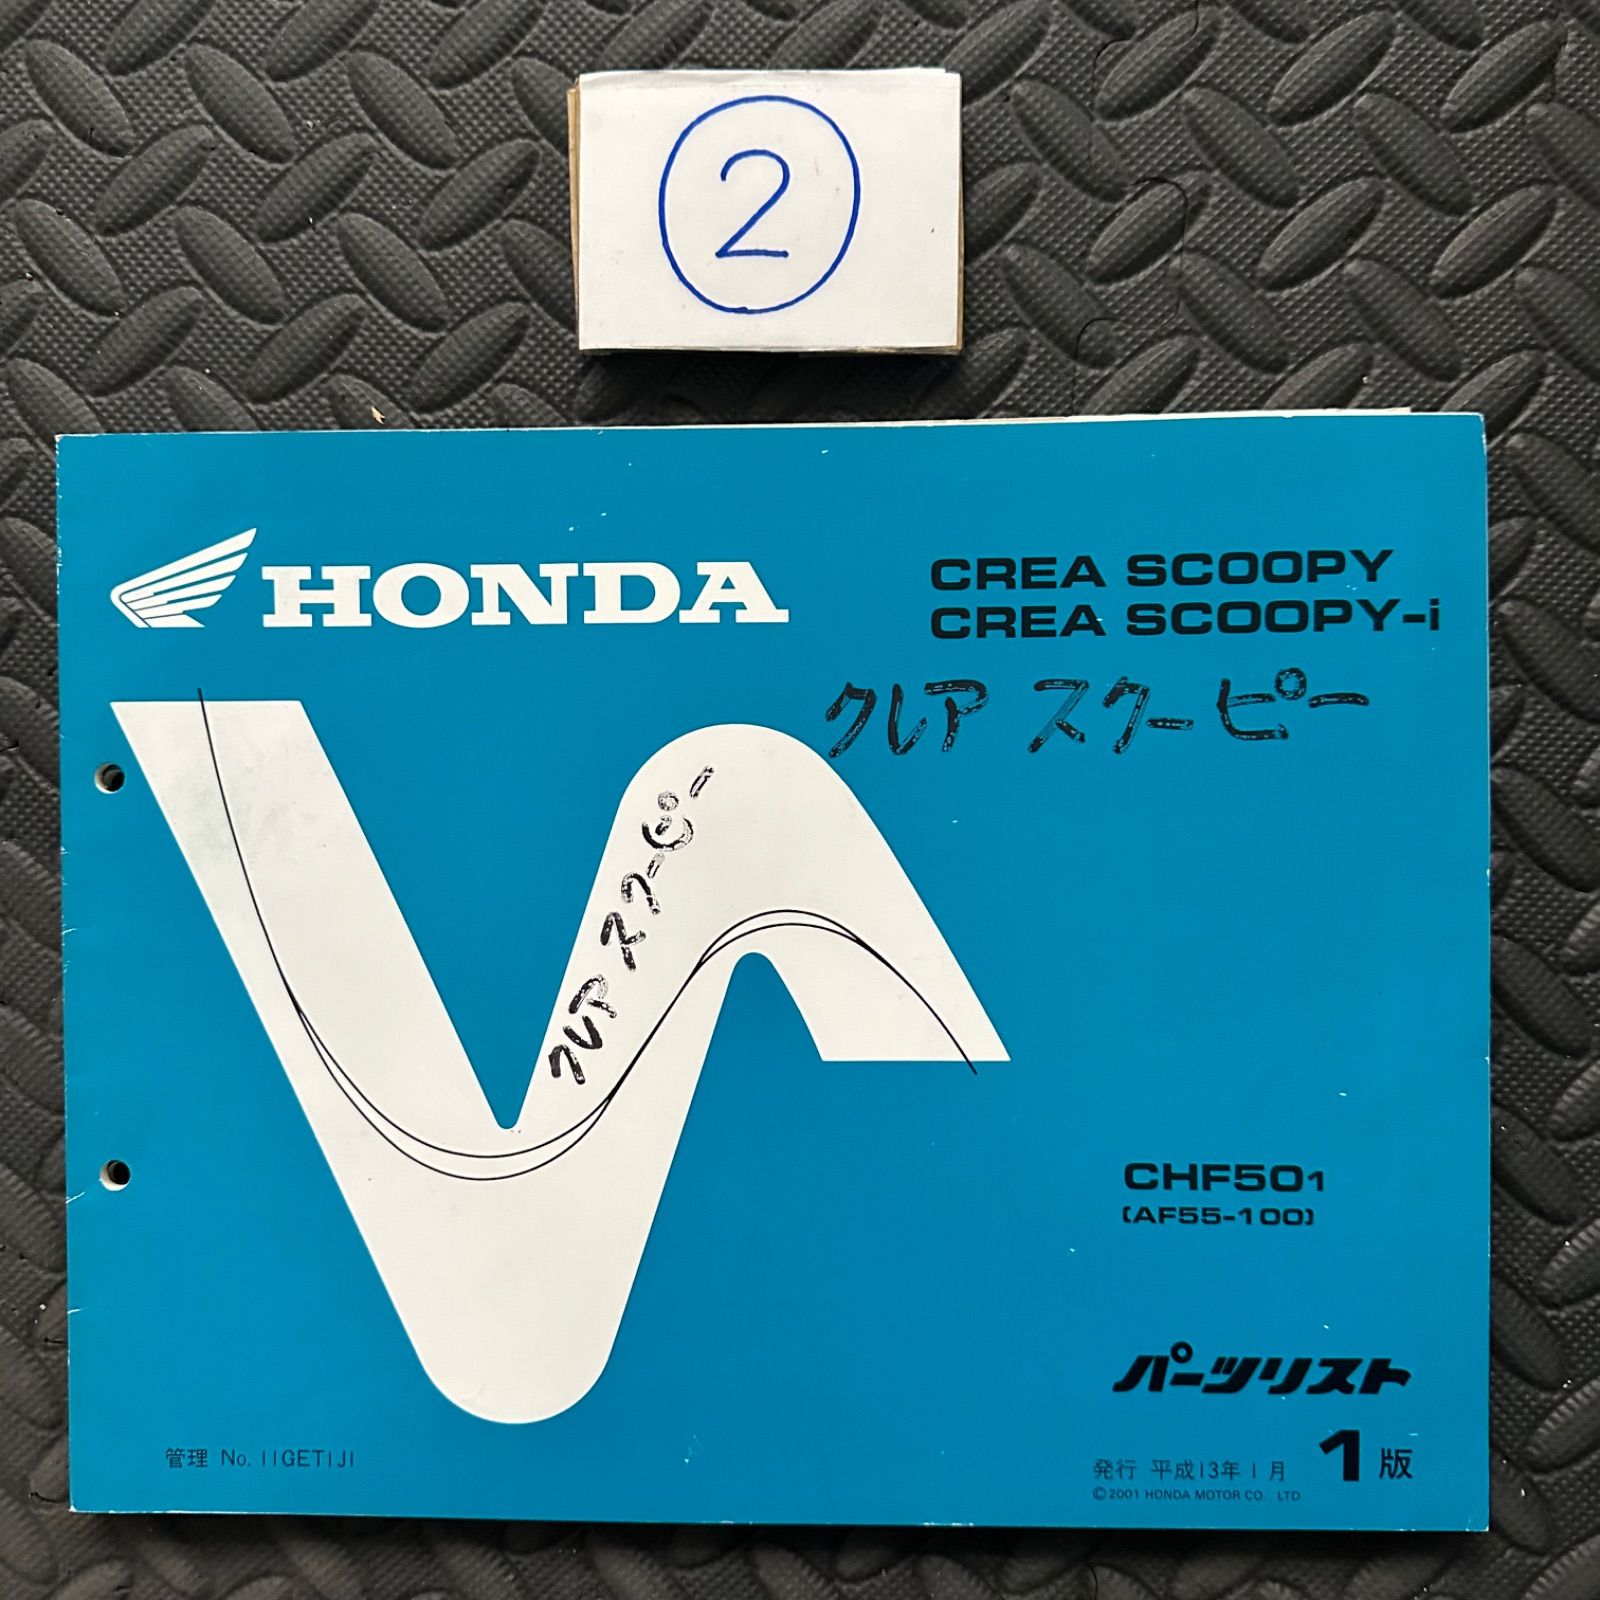 ②
HONDA
CREA SCOOPY
CREA SCOOPY-i
クレア スクーピー
クレア スクーピー
CHF501
(AF55-100)
パーツリスト
1版
管理 No. 11GET1J1
発行 平成13年1月
©2001 HONDA MOTOR CO., LTD